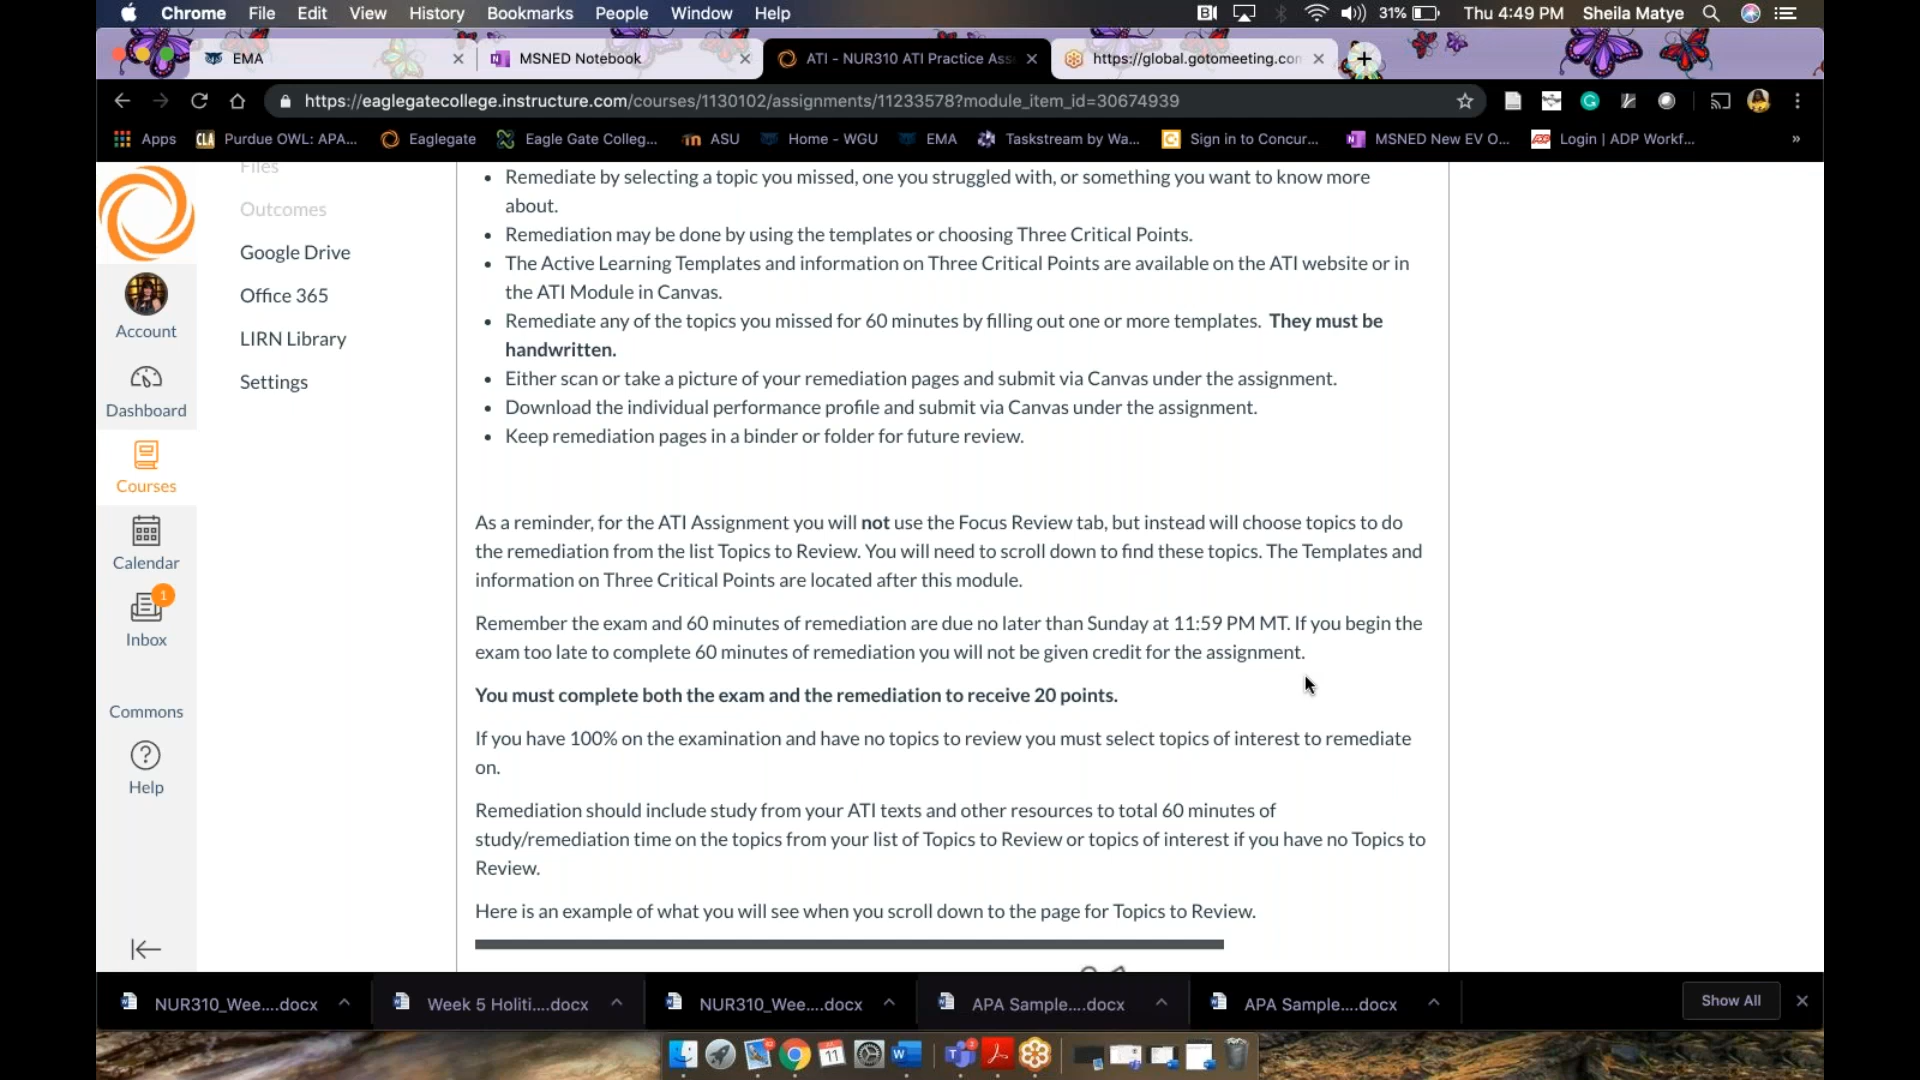 Chrome File Edit View History Bookmarks People Window Help 31% Thu 4:49 PM Sheila Matye
EMA MSNED Notebook ATI - NUR310 ATI Practice Ass https://global.gotomeeting.com
https://eaglegatecollege.instructure.com/courses/1130102/assignments/11233578?module_item_id=30674939
Apps CLA Purdue OWL: APA... Eaglegate Eagle Gate Colleg... ASU Home - WGU EMA Taskstream by Wa... Sign in to Concur... MSNED New EV O... Login | ADP Workf... »
Files
Outcomes
Google Drive
Office 365
LIRN Library
Settings
Account
Dashboard
Courses
Calendar
1
Inbox
Commons
Help
Remediate by selecting a topic you missed, one you struggled with, or something you want to know more
about.
Remediation may be done by using the templates or choosing Three Critical Points.
The Active Learning Templates and information on Three Critical Points are available on the ATI website or in
the ATI Module in Canvas.
Remediate any of the topics you missed for 60 minutes by filling out one or more templates. They must be
handwritten.
Either scan or take a picture of your remediation pages and submit via Canvas under the assignment.
Download the individual performance profile and submit via Canvas under the assignment.
Keep remediation pages in a binder or folder for future review.
As a reminder, for the ATI Assignment you will not use the Focus Review tab, but instead will choose topics to do
the remediation from the list Topics to Review. You will need to scroll down to find these topics. The Templates and
information on Three Critical Points are located after this module.
Remember the exam and 60 minutes of remediation are due no later than Sunday at 11:59 PM MT. If you begin the
exam too late to complete 60 minutes of remediation you will not be given credit for the assignment.
You must complete both the exam and the remediation to receive 20 points.
If you have 100% on the examination and have no topics to review you must select topics of interest to remediate
on.
Remediation should include study from your ATI texts and other resources to total 60 minutes of
study/remediation time on the topics from your list of Topics to Review or topics of interest if you have no Topics to
Review.
Here is an example of what you will see when you scroll down to the page for Topics to Review.
NUR310_Wee....docx Week 5 Holiti....docx NUR310_Wee....docx APA Sample....docx APA Sample....docx Show All
11